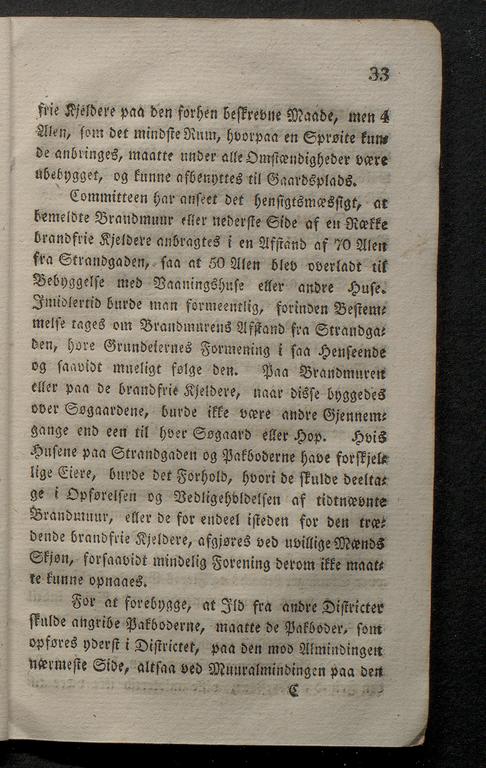 33
frie Kjeldere paa den forhen beskrevne Maade, men 4
Alen, som det mindste Rum, hvorpaa en Sprøite kun-
de anbringes, maatte under alle Omstændigheder være
ubebygget, og kunne afbenyttes til Gaardsplads.
Committeen har anseet det hensigtsmæssigt, at
bemeldte Brandmuur eller nederste Side af en Række
brandfrie Kjeldere anbragtes i en Afstand af 70 Alen
fra Strandgaden, saa at 50 Alen blev overladt til
Bebyggelse med Vaaningshuse eller andre Huse.
Imidlertid burde man formeentlig, forinden Bestem-
melse tages om Brandmurens Afstand fra Strandga-
den, høre Grundeiernes Formening i saa Henseende
og saavidt mueligt følge den. Paa Brandmuren
eller paa de brandfrie Kjeldere, naar disse byggedes
over Søgaardene, burde ikke være andre Gjennem-
gange end een til hver Søgaard eller Hop. Hvis
Husene paa Strandgaden og Pakboderne have forskjel-
lige Eiere, burde det Forhold, hvori de skulde deelta-
ge i Opførelsen og Vedligeholdelsen af tidtnævnte
Brandmuur, eller de for endeel isteden for den træ-
dende brandfrie Kjeldere, afgjøres ved uvillige Mænds
Skjøn, forsaavidt mindelig Forening derom ikke maat-
te kunne opnaaes.
For at forebygge, at Ild fra andre Districter
skulde angribe Pakboderne, maatte de Pakboder, som
opføres yderst i Districtet, paa den mod Almindingen
nærmeste Side, altsaa ved Muuralmindingen paa den
C